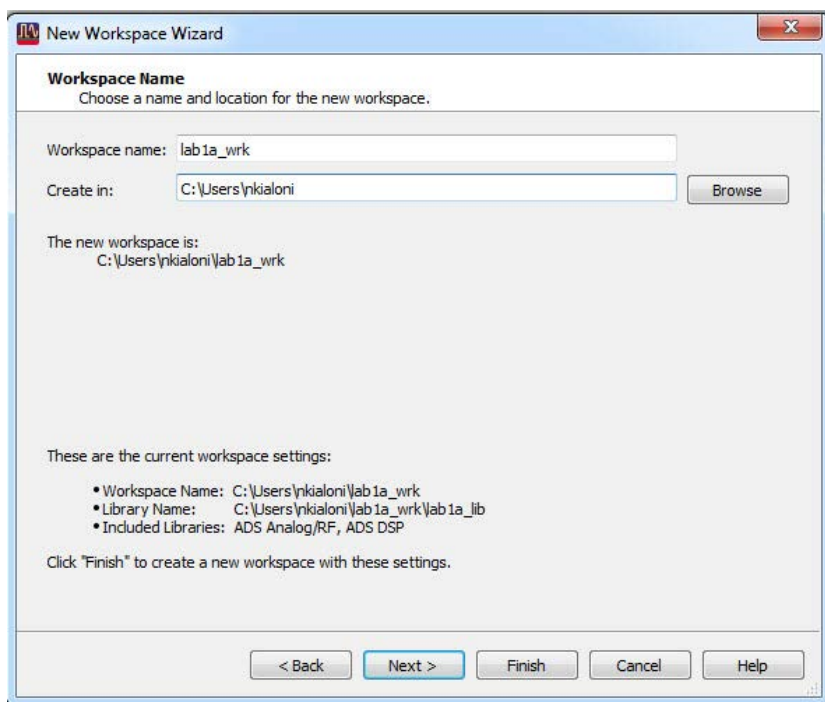 New Workspace Wizard
Workspace Name
Choose a name and location for the new workspace.
Workspace name: lab1a_wrk
Create in: C:\Users\nkialoni Browse
The new workspace is:
C:\Users\nkialoni\lab1a_wrk
These are the current workspace settings:
• Workspace Name: C:\Users\nkialoni\lab1a_wrk
• Library Name: C:\Users\nkialoni\lab1a_wrk\lab1a_lib
• Included Libraries: ADS Analog/RF, ADS DSP
Click "Finish" to create a new workspace with these settings.
< Back Next > Finish Cancel Help